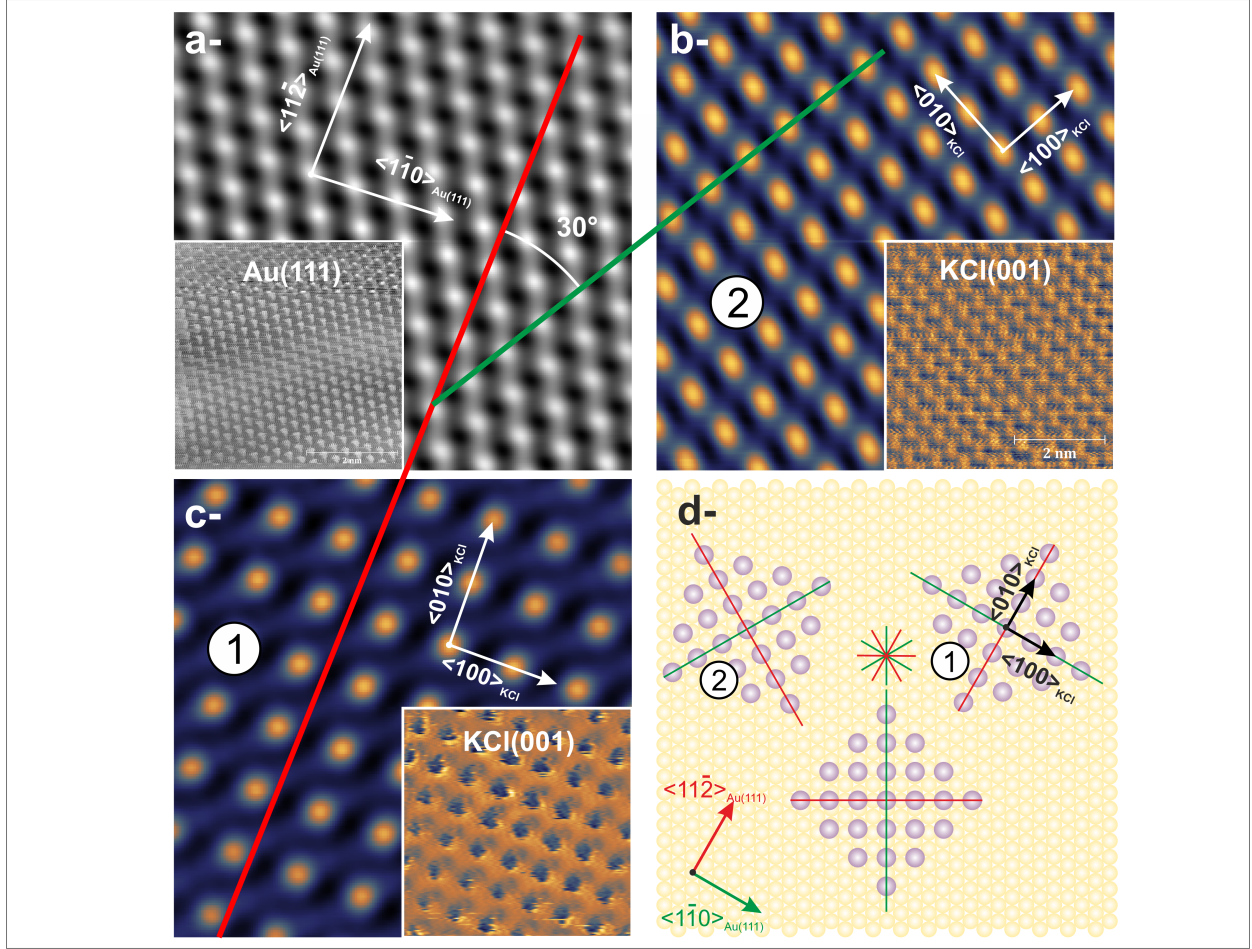 a-
<112̄>Au(111)
<11̄0>Au(111)
30°
Au(111)
2 nm
b-
<010>KCl
<100>KCl
2
KCl(001)
2 nm
c-
1
<010>KCl
<100>KCl
KCl(001)
d-
<010>KCl
<100>KCl
1
2
<112̄>Au(111)
<11̄0>Au(111)